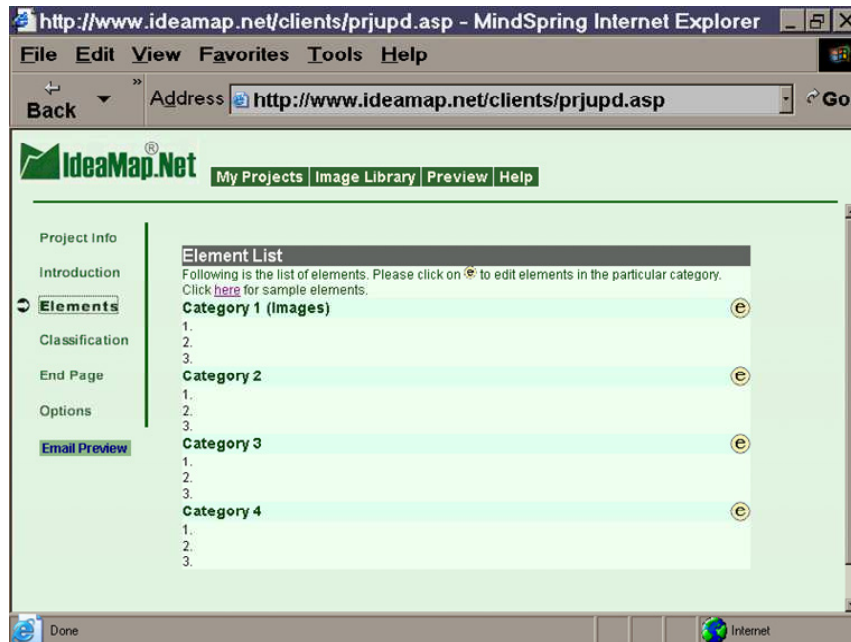 http://www.ideamap.net/clients/prjupd.asp - MindSpring Internet Explorer
File Edit View Favorites Tools Help
Back » Address http://www.ideamap.net/clients/prjupd.asp Go
IdeaMap.Net®
My Projects | Image Library | Preview | Help
Project Info
Introduction
Elements
Classification
End Page
Options
Email Preview
Element List
Following is the list of elements. Please click on e to edit elements in the particular category.
Click here for sample elements.
Category 1 (Images) e
1.
2.
3.
Category 2 e
1.
2.
3.
Category 3 e
1.
2.
3.
Category 4 e
1.
2.
3.
Done Internet